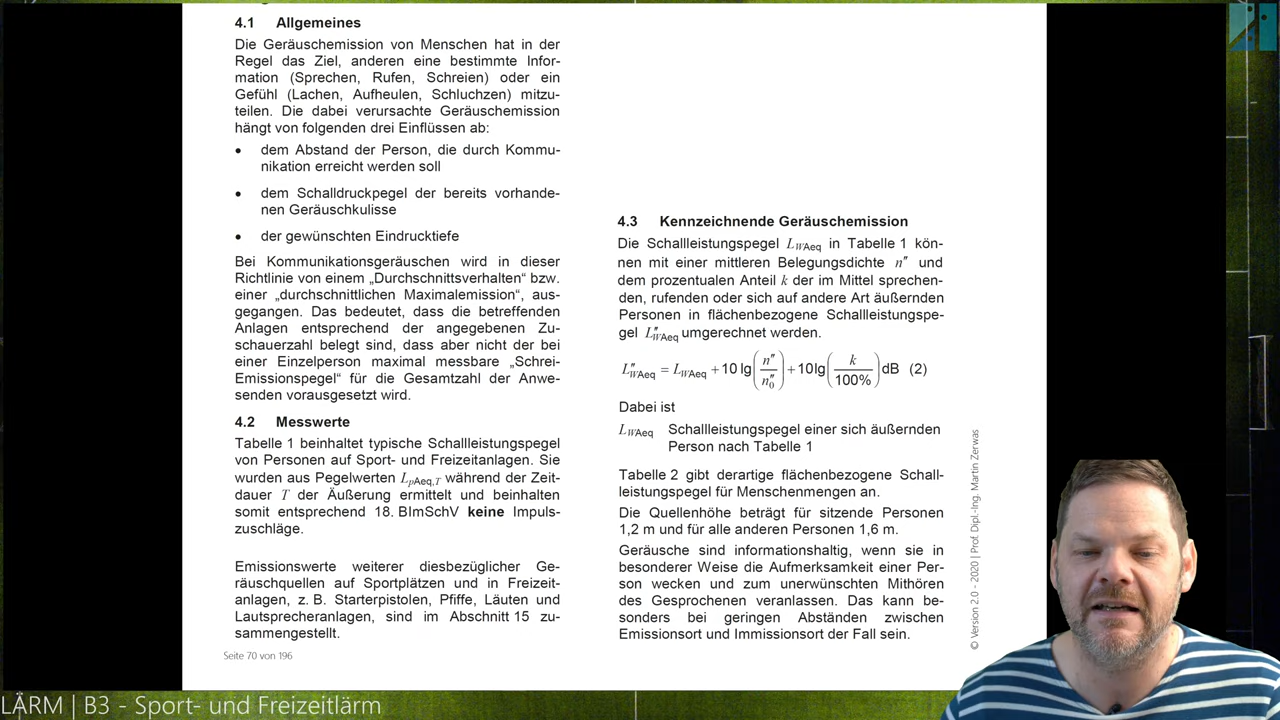 4.1 Allgemeines
Die Geräuschemission von Menschen hat in der
Regel das Ziel, anderen eine bestimmte Infor-
mation (Sprechen, Rufen, Schreien) oder ein
Gefühl (Lachen, Aufheulen, Schluchzen) mitzu-
teilen. Die dabei verursachte Geräuschemission
hängt von folgenden drei Einflüssen ab:
• dem Abstand der Person, die durch Kommu-
nikation erreicht werden soll
• dem Schalldruckpegel der bereits vorhande-
nen Geräuschkulisse
• der gewünschten Eindrucktiefe
Bei Kommunikationsgeräuschen wird in dieser
Richtlinie von einem „Durchschnittsverhalten“ bzw.
einer „durchschnittlichen Maximalemission“, aus-
gegangen. Das bedeutet, dass die betreffenden
Anlagen entsprechend der angegebenen Zu-
schauerzahl belegt sind, dass aber nicht der bei
einer Einzelperson maximal messbare „Schrei-
Emissionspegel“ für die Gesamtzahl der Anwe-
senden vorausgesetzt wird.
4.2 Messwerte
Tabelle 1 beinhaltet typische Schallleistungspegel
von Personen auf Sport- und Freizeitanlagen. Sie
wurden aus Pegelwerten LpAeq,T während der Zeit-
dauer T der Äußerung ermittelt und beinhalten
somit entsprechend 18. BImSchV keine Impuls-
zuschläge.
Emissionswerte weiterer diesbezüglicher Ge-
räuschquellen auf Sportplätzen und in Freizeit-
anlagen, z. B. Starterpistolen, Pfiffe, Läuten und
Lautsprecheranlagen, sind im Abschnitt 15 zu-
sammengestellt.
Seite 70 von 196
4.3 Kennzeichnende Geräuschemission
Die Schallleistungspegel LWAeq in Tabelle 1 kön-
nen mit einer mittleren Belegungsdichte n″ und
dem prozentualen Anteil k der im Mittel sprechen-
den, rufenden oder sich auf andere Art äußernden
Personen in flächenbezogene Schallleistungspe-
gel L″WAeq umgerechnet werden.
L″WAeq = LWAeq + 10 lg(n″/n″0) + 10 lg(k/100%) dB (2)
Dabei ist
LWAeq Schallleistungspegel einer sich äußernden
Person nach Tabelle 1
Tabelle 2 gibt derartige flächenbezogene Schall-
leistungspegel für Menschenmengen an.
Die Quellenhöhe beträgt für sitzende Personen
1,2 m und für alle anderen Personen 1,6 m.
Geräusche sind informationshaltig, wenn sie in
besonderer Weise die Aufmerksamkeit einer Per-
son wecken und zum unerwünschten Mithören
des Gesprochenen veranlassen. Das kann be-
sonders bei geringen Abständen zwischen
Emissionsort und Immissionsort der Fall sein.
© Version 2.0 - 2020 | Prof. Dipl.-Ing. Martin Zerwas
LÄRM | B3 - Sport- und Freizeitlärm